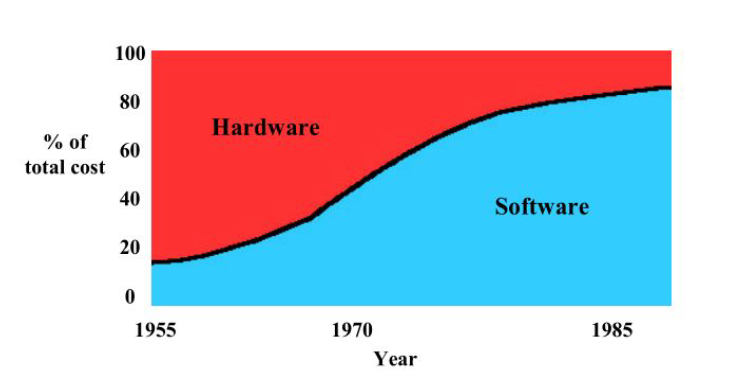 100
Hardware
80
% of
total cost
60
40
Software
20
0
1955 1970 1985
Year